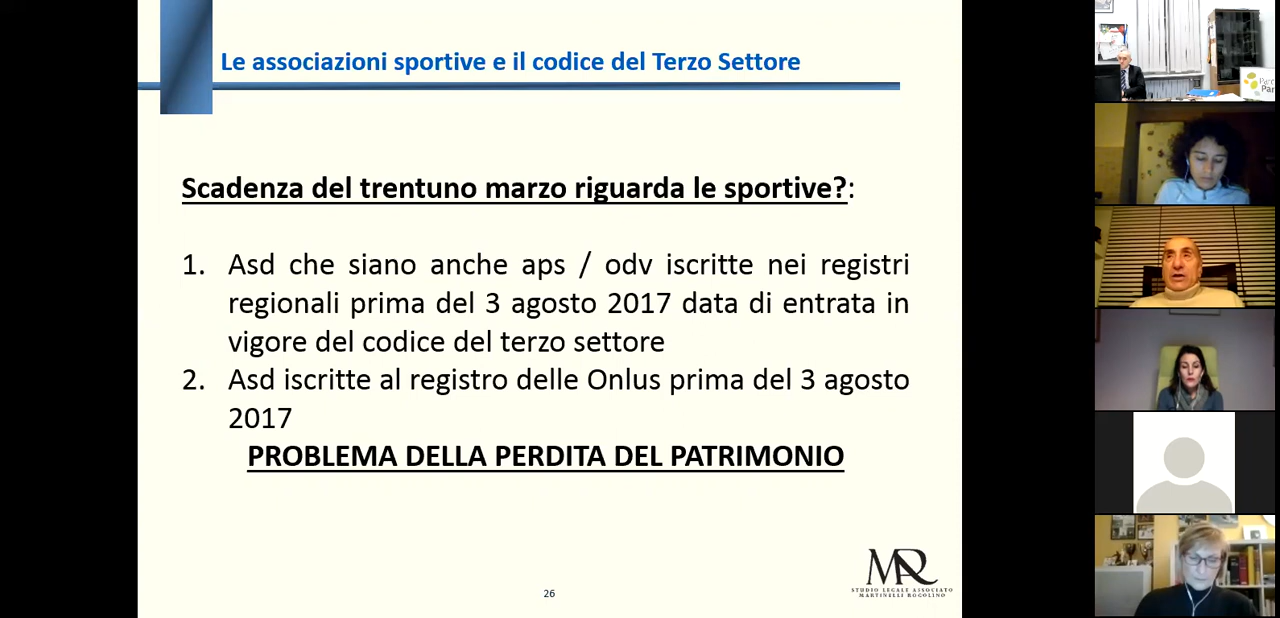 Le associazioni sportive e il codice del Terzo Settore
Scadenza del trentuno marzo riguarda le sportive?:
1. Asd che siano anche aps / odv iscritte nei registri
regionali prima del 3 agosto 2017 data di entrata in
vigore del codice del terzo settore
2. Asd iscritte al registro delle Onlus prima del 3 agosto
2017
PROBLEMA DELLA PERDITA DEL PATRIMONIO
MR
STUDIO LEGALE ASSOCIATO
MARTINELLI ROGOLINO
26